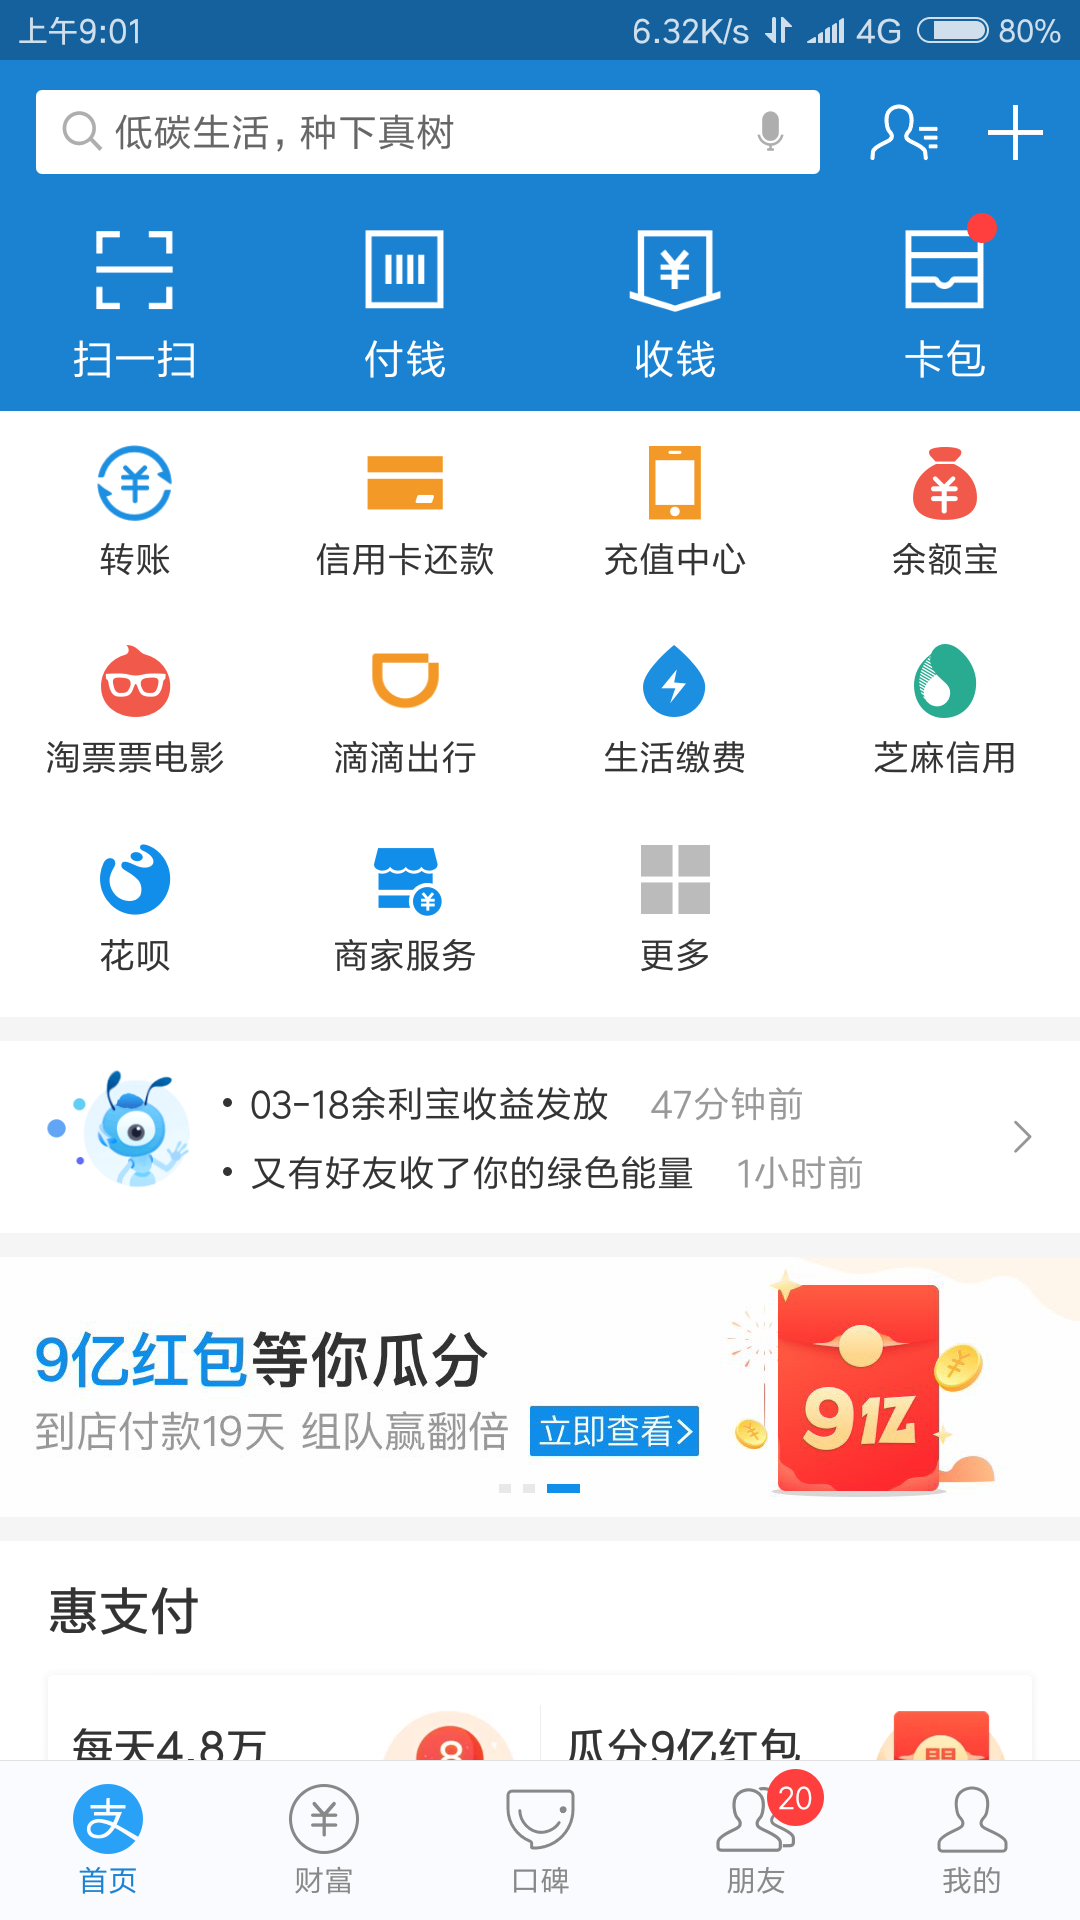 上午9:01
6.32K/s 4G 80%
低碳生活，种下真树
扫一扫 付钱 收钱 卡包
转账 信用卡还款 充值中心 余额宝
淘票票电影 滴滴出行 生活缴费 芝麻信用
花呗 商家服务 更多
• 03-18余利宝收益发放 47分钟前
• 又有好友收了你的绿色能量 1小时前
9亿红包等你瓜分
到店付款19天 组队赢翻倍 立即查看>
9亿
惠支付
每天4.8万 8 瓜分9亿红包 開
20
首页 财富 口碑 朋友 我的